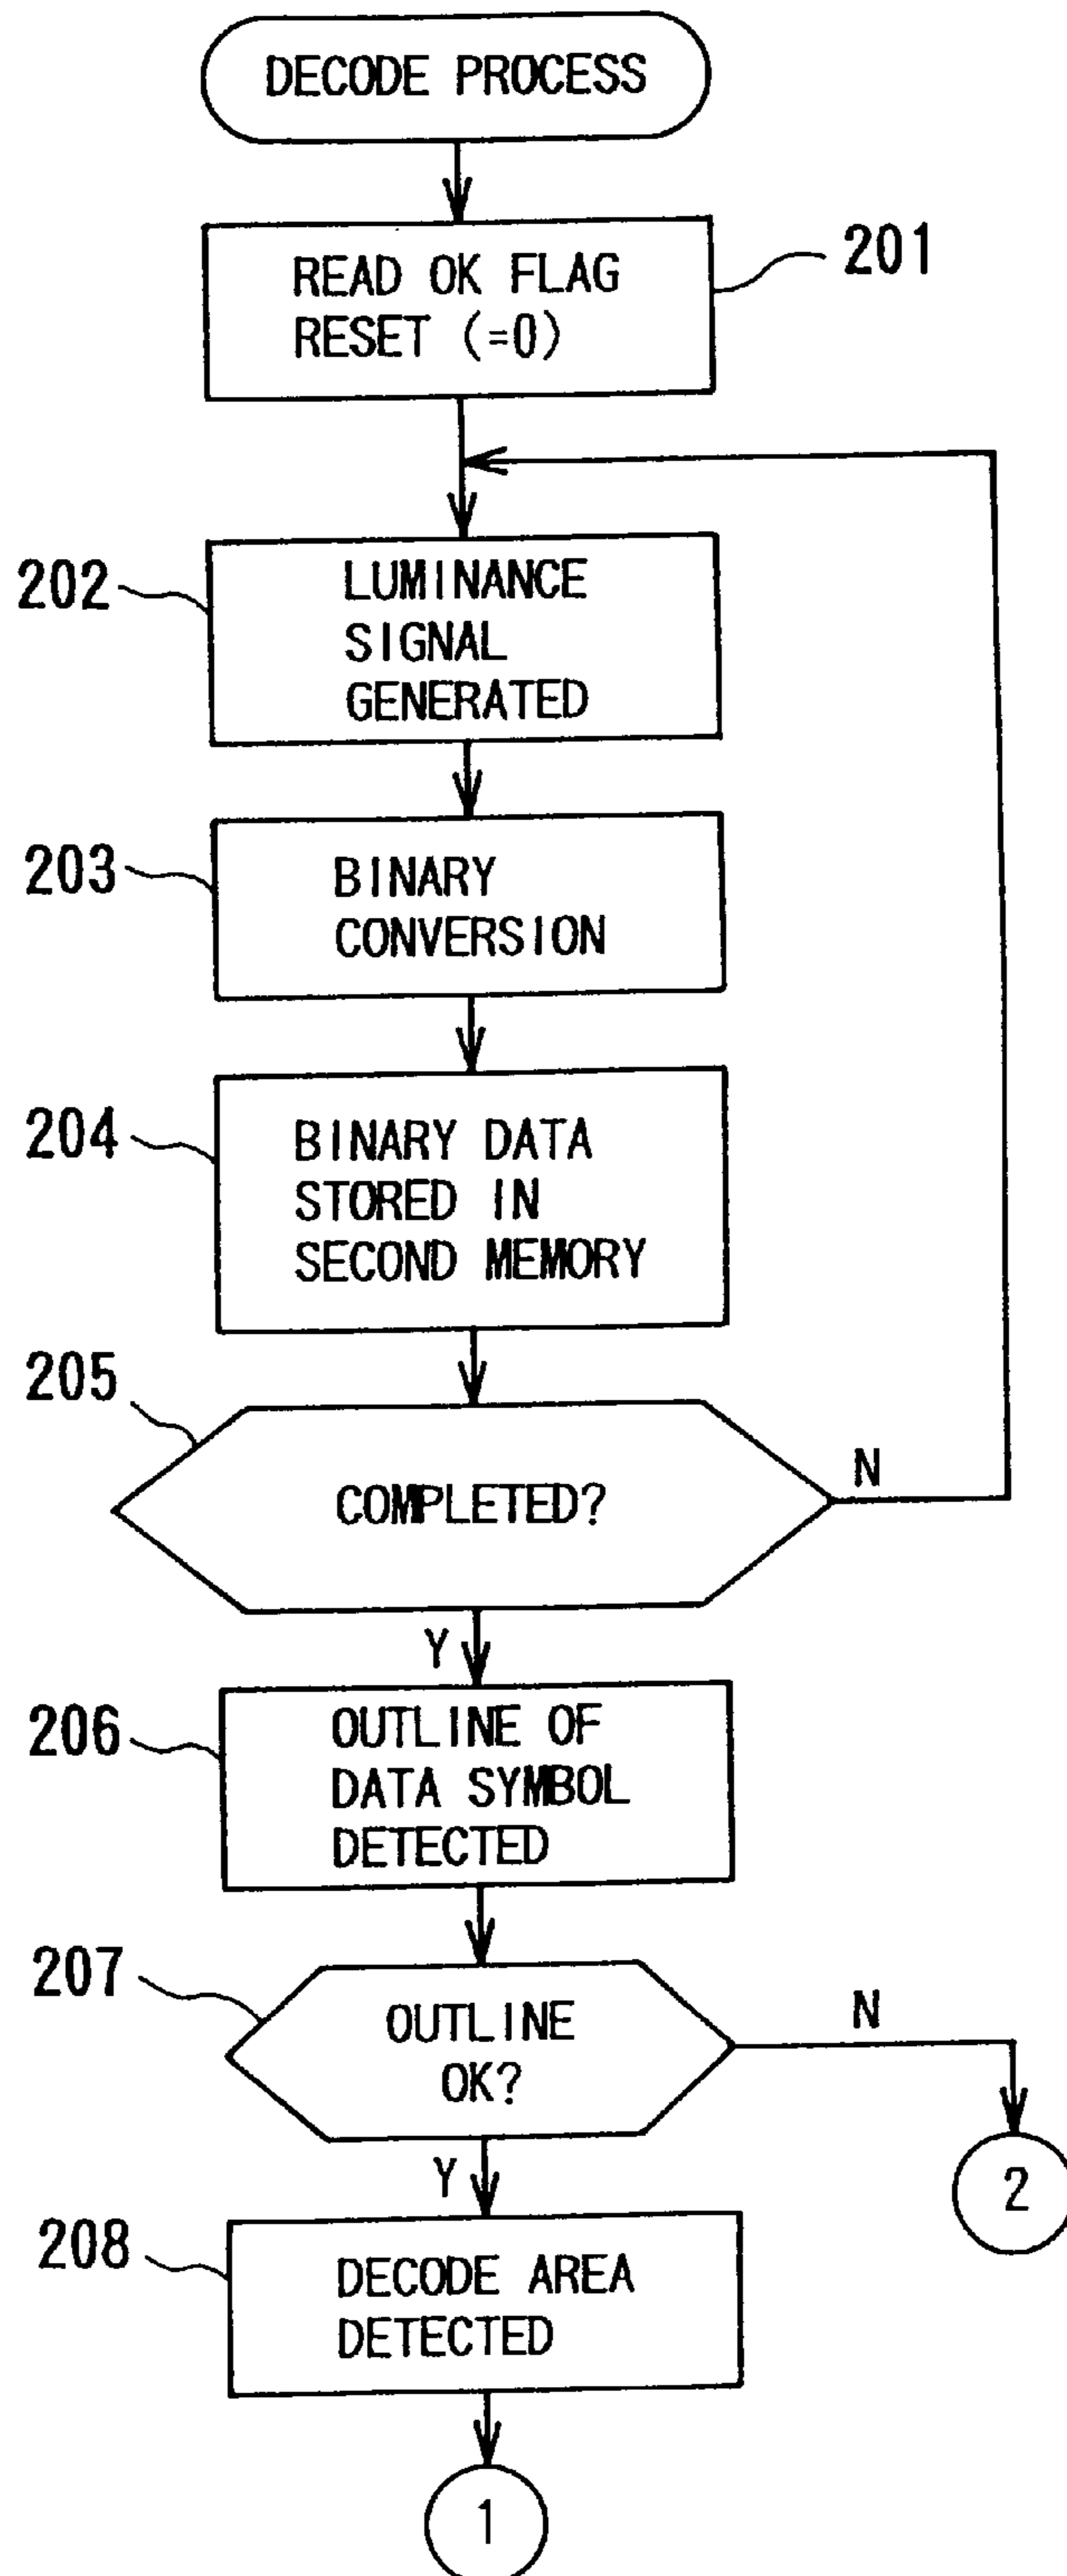 DECODE PROCESS
READ OK FLAG
RESET (=0)
201
202
LUMINANCE
SIGNAL
GENERATED
203
BINARY
CONVERSION
204
BINARY DATA
STORED IN
SECOND MEMORY
205
COMPLETED?
N
Y
206
OUTLINE OF
DATA SYMBOL
DETECTED
207
OUTLINE
OK?
N
Y
2
208
DECODE AREA
DETECTED
1